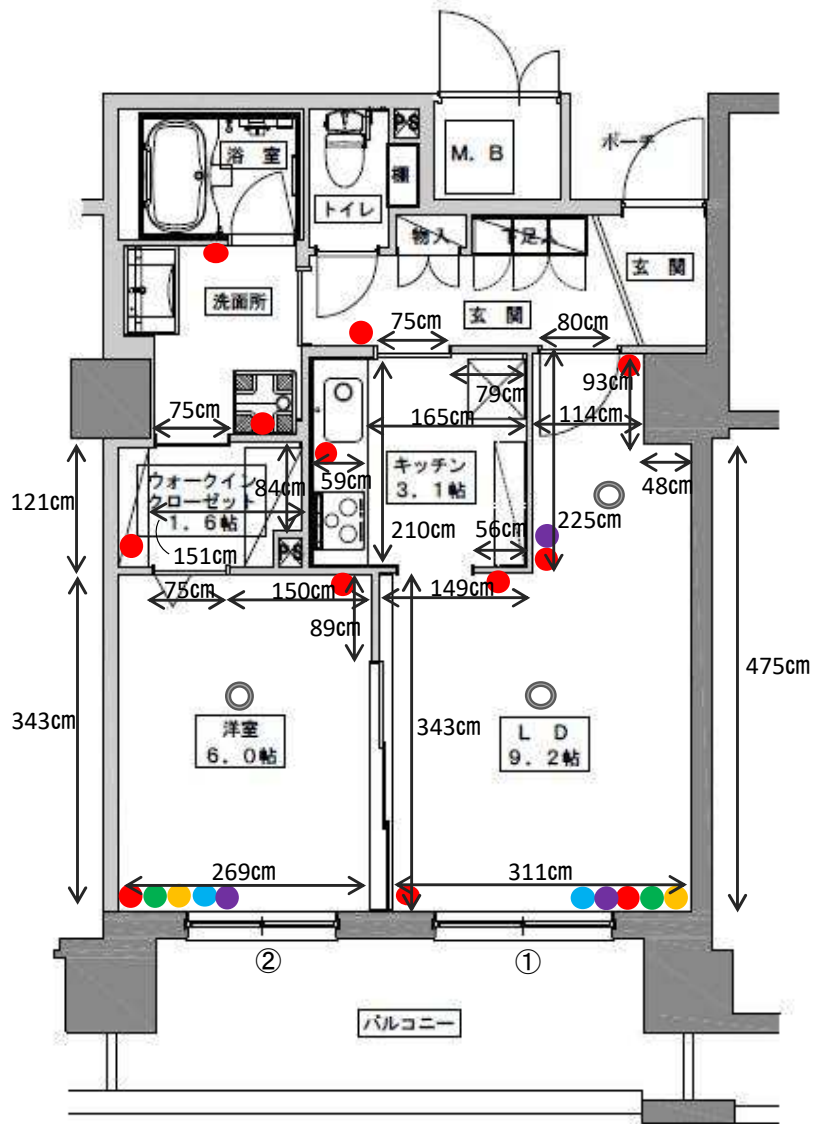 浴 室
トイレ
P•S
棚
M. B
ポーチ
物入
下足入
玄 関
洗面所
玄 関
75㎝
80㎝
79㎝
93㎝
165㎝
114㎝
75㎝
キッチン
3.1帖
59㎝
48㎝
ウォークイン
クローゼット
1.6帖
84㎝
121㎝
210㎝
56㎝
225㎝
P•S
151㎝
75㎝
150㎝
149㎝
89㎝
475㎝
343㎝
343㎝
洋室
6.0帖
L D
9.2帖
269㎝
311㎝
②
①
バルコニー